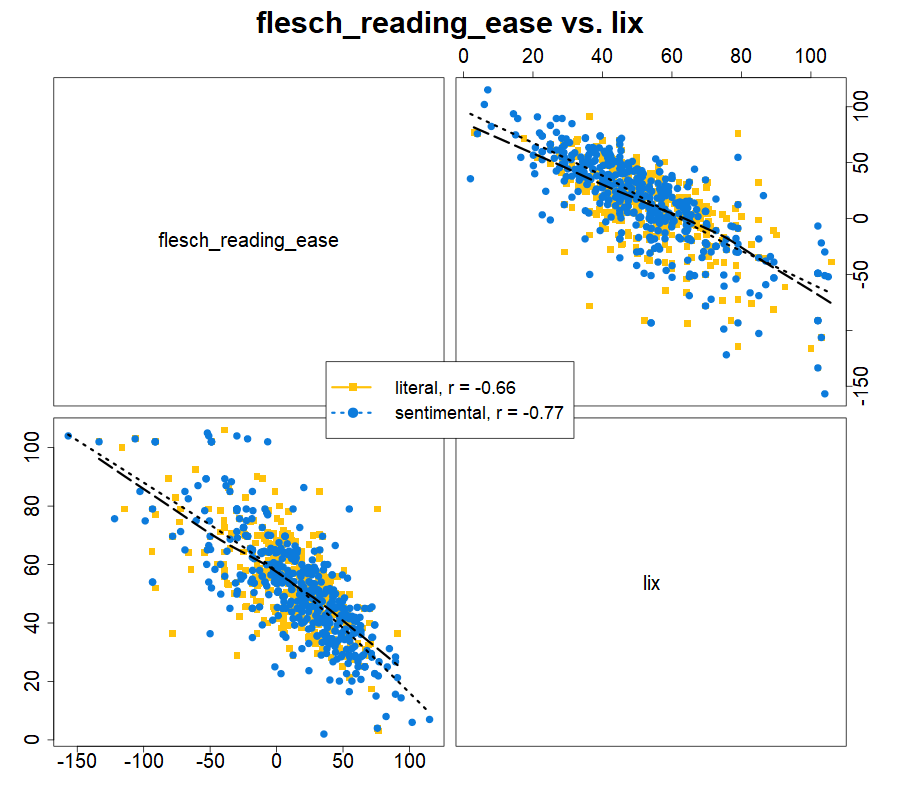 flesch_reading_ease vs. lix
0 20 40 60 80 100
flesch_reading_ease
100
50
0
-50
-150
literal, r = -0.66
sentimental, r = -0.77
100
80
60
40
20
0
lix
-150 -100 -50 0 50 100